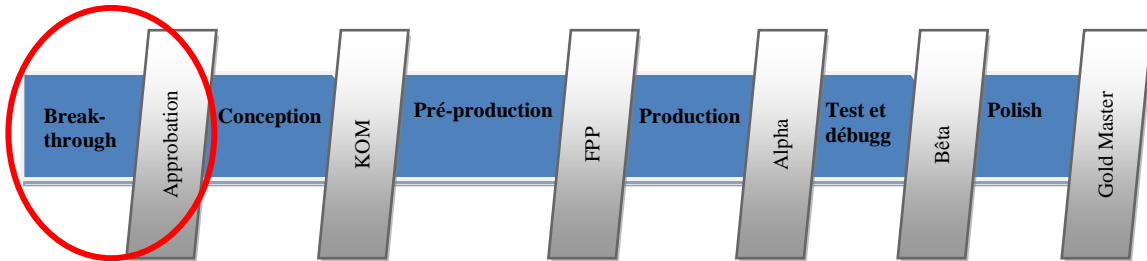 Break-
through
Approbation
Conception
KOM
Pré-production
FPP
Production
Alpha
Test et
débugg
Bêta
Polish
Gold Master